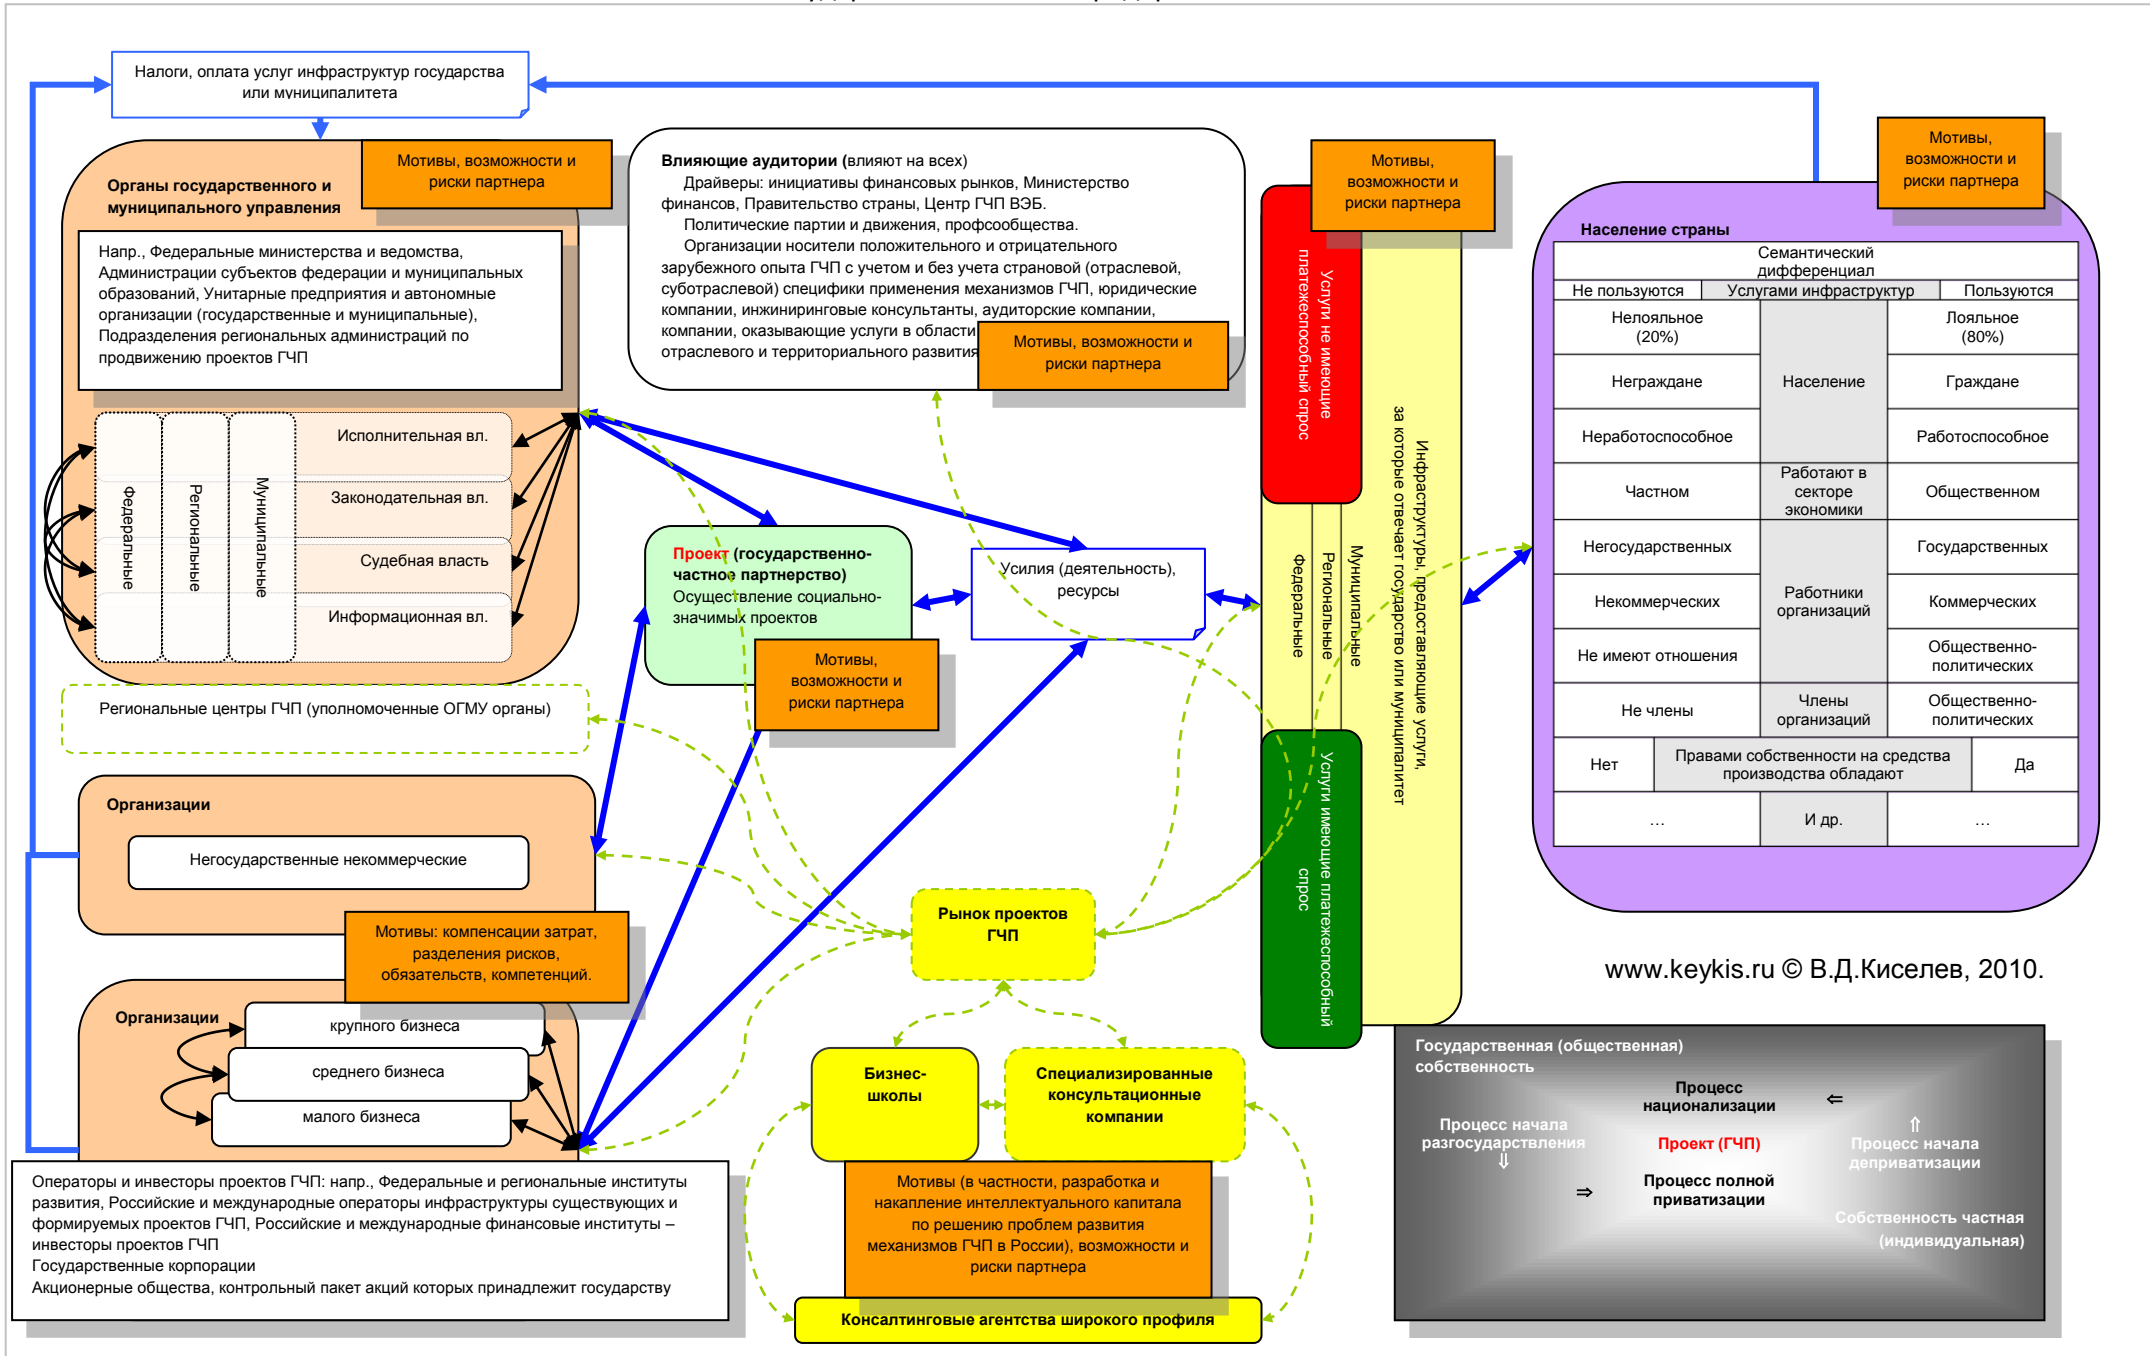 Налоги, оплата услуг инфраструктур государства
или муниципалитета
Органы государственного и
муниципального управления
Мотивы, возможности и
риски партнера
Напр., Федеральные министерства и ведомства,
Администрации субъектов федерации и муниципальных
образований, Унитарные предприятия и автономные
организации (государственные и муниципальные),
Подразделения региональных администраций по
продвижению проектов ГЧП
Федеральные
Региональные
Муниципальные
Исполнительная вл.
Законодательная вл.
Судебная власть
Информационная вл.
Региональные центры ГЧП (уполномоченные ОГМУ органы)
Влияющие аудитории (влияют на всех)
Драйверы: инициативы финансовых рынков, Министерство
финансов, Правительство страны, Центр ГЧП ВЭБ.
Политические партии и движения, профсообщества.
Организации носители положительного и отрицательного
зарубежного опыта ГЧП с учетом и без учета страновой (отраслевой,
суботраслевой) специфики применения механизмов ГЧП, юридические
компании, инжиниринговые консультанты, аудиторские компании,
компании, оказывающие услуги в области
отраслевого и территориального развития
Мотивы, возможности и
риски партнера
Проект (государственно-
частное партнерство)
Осуществление социально-
значимых проектов
Мотивы,
возможности и
риски партнера
Усилия (деятельность),
ресурсы
Мотивы,
возможности и
риски партнера
Услуги не имеющие
платежеспособный спрос
Федеральные
Региональные
Муниципальные
Инфраструктуры, предоставляющие услуги,
за которые отвечает государство или муниципалитет
Услуги имеющие платежеспособный
спрос
Мотивы,
возможности и
риски партнера
Население страны
Семантический
дифференциал
Не пользуются Услугами инфраструктур Пользуются
Нелояльное
(20%)
Лояльное
(80%)
Неграждане Население Граждане
Неработоспособное Работоспособное
Частном
Работают в
секторе
экономики
Общественном
Негосударственных Государственных
Некоммерческих
Работники
организаций
Коммерческих
Не имеют отношения
Общественно-
политических
Не члены
Члены
организаций
Общественно-
политических
Нет
Правами собственности на средства
производства обладают
Да
… И др. …
Организации
Негосударственные некоммерческие
Мотивы: компенсации затрат,
разделения рисков,
обязательств, компетенций.
Организации
крупного бизнеса
среднего бизнеса
малого бизнеса
Операторы и инвесторы проектов ГЧП: напр., Федеральные и региональные институты
развития, Российские и международные операторы инфраструктуры существующих и
формируемых проектов ГЧП, Российские и международные финансовые институты –
инвесторы проектов ГЧП
Государственные корпорации
Акционерные общества, контрольный пакет акций которых принадлежит государству
Рынок проектов
ГЧП
Бизнес-
школы
Специализированные
консультационные
компании
Мотивы (в частности, разработка и
накапление интеллектуального капитала
по решению проблем развития
механизмов ГЧП в России), возможности и
риски партнера
Консалтинговые агентства широкого профиля
www.keykis.ru © В.Д.Киселев, 2010.
Государственная (общественная)
собственность
Процесс
национализации
⇐
Процесс начала
разгосударствления
⇓
Проект (ГЧП)
⇑
Процесс начала
деприватизации
⇒
Процесс полной
приватизации
Собственность частная
(индивидуальная)